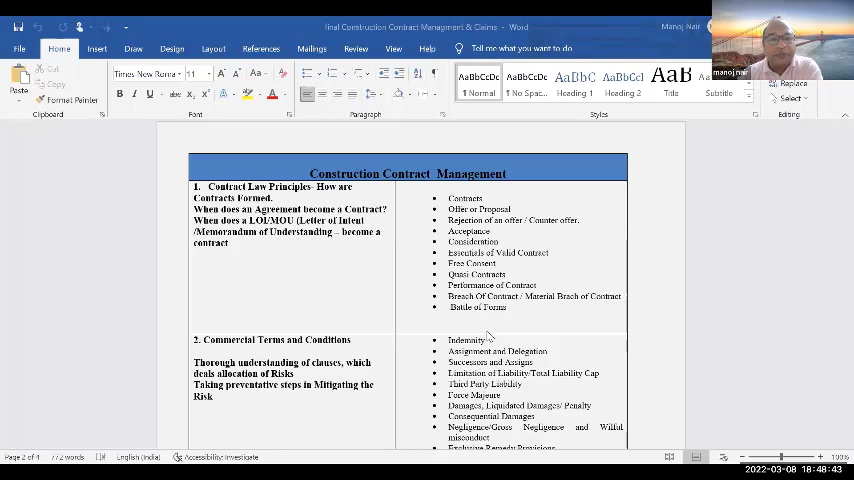 final Construction Contract Managment & Claims - Word
Manoj Nair
File Home Insert Draw Design Layout References Mailings Review View Help Tell me what you want to do
manoj nair
Paste
Cut
Copy
Format Painter
Clipboard
Times New Roma 11
Font
Paragraph
AaBbCcDc AaBbCcDc AaBbC AaBbCcI AaB AaBbCcD
¶ Normal ¶ No Spac... Heading 1 Heading 2 Title Subtitle
Styles
Replace
Select
Editing
Construction Contract Management
1. Contract Law Principles- How are
Contracts Formed.
When does an Agreement become a Contract?
When does a LOI/MOU (Letter of Intent
/Memorandum of Understanding – become a
contract
• Contracts
• Offer or Proposal
• Rejection of an offer / Counter offer.
• Acceptance
• Consideration
• Essentials of Valid Contract
• Free Consent
• Quasi Contracts
• Performance of Contract
• Breach Of Contract / Material Brach of Contract
• Battle of Forms
2. Commercial Terms and Conditions
Thorough understanding of clauses, which
deals allocation of Risks
Taking preventative steps in Mitigating the
Risk
• Indemnity
• Assignment and Delegation
• Successors and Assigns
• Limitation of Liability/Total Liability Cap
• Third Party Liability
• Force Majeure
• Damages, Liquidated Damages/ Penalty
• Consequential Damages
• Negligence/Gross Negligence and Wilful
misconduct
• Exclusive Remedy Provisions
Page 2 of 4 772 words English (India) Accessibility: Investigate 100%
2022-03-08 18:48:43